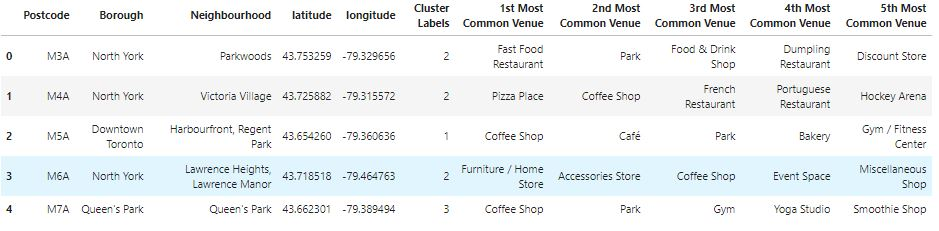 Postcode Borough Neighbourhood latitude longitude Cluster Labels 1st Most Common Venue 2nd Most Common Venue 3rd Most Common Venue 4th Most Common Venue 5th Most Common Venue
0 M3A North York Parkwoods 43.753259 -79.329656 2 Fast Food Restaurant Park Food & Drink Shop Dumpling Restaurant Discount Store
1 M4A North York Victoria Village 43.725882 -79.315572 2 Pizza Place Coffee Shop French Restaurant Portuguese Restaurant Hockey Arena
2 M5A Downtown Toronto Harbourfront, Regent Park 43.654260 -79.360636 1 Coffee Shop Café Park Bakery Gym / Fitness Center
3 M6A North York Lawrence Heights, Lawrence Manor 43.718518 -79.464763 2 Furniture / Home Store Accessories Store Coffee Shop Event Space Miscellaneous Shop
4 M7A Queen's Park Queen's Park 43.662301 -79.389494 3 Coffee Shop Park Gym Yoga Studio Smoothie Shop